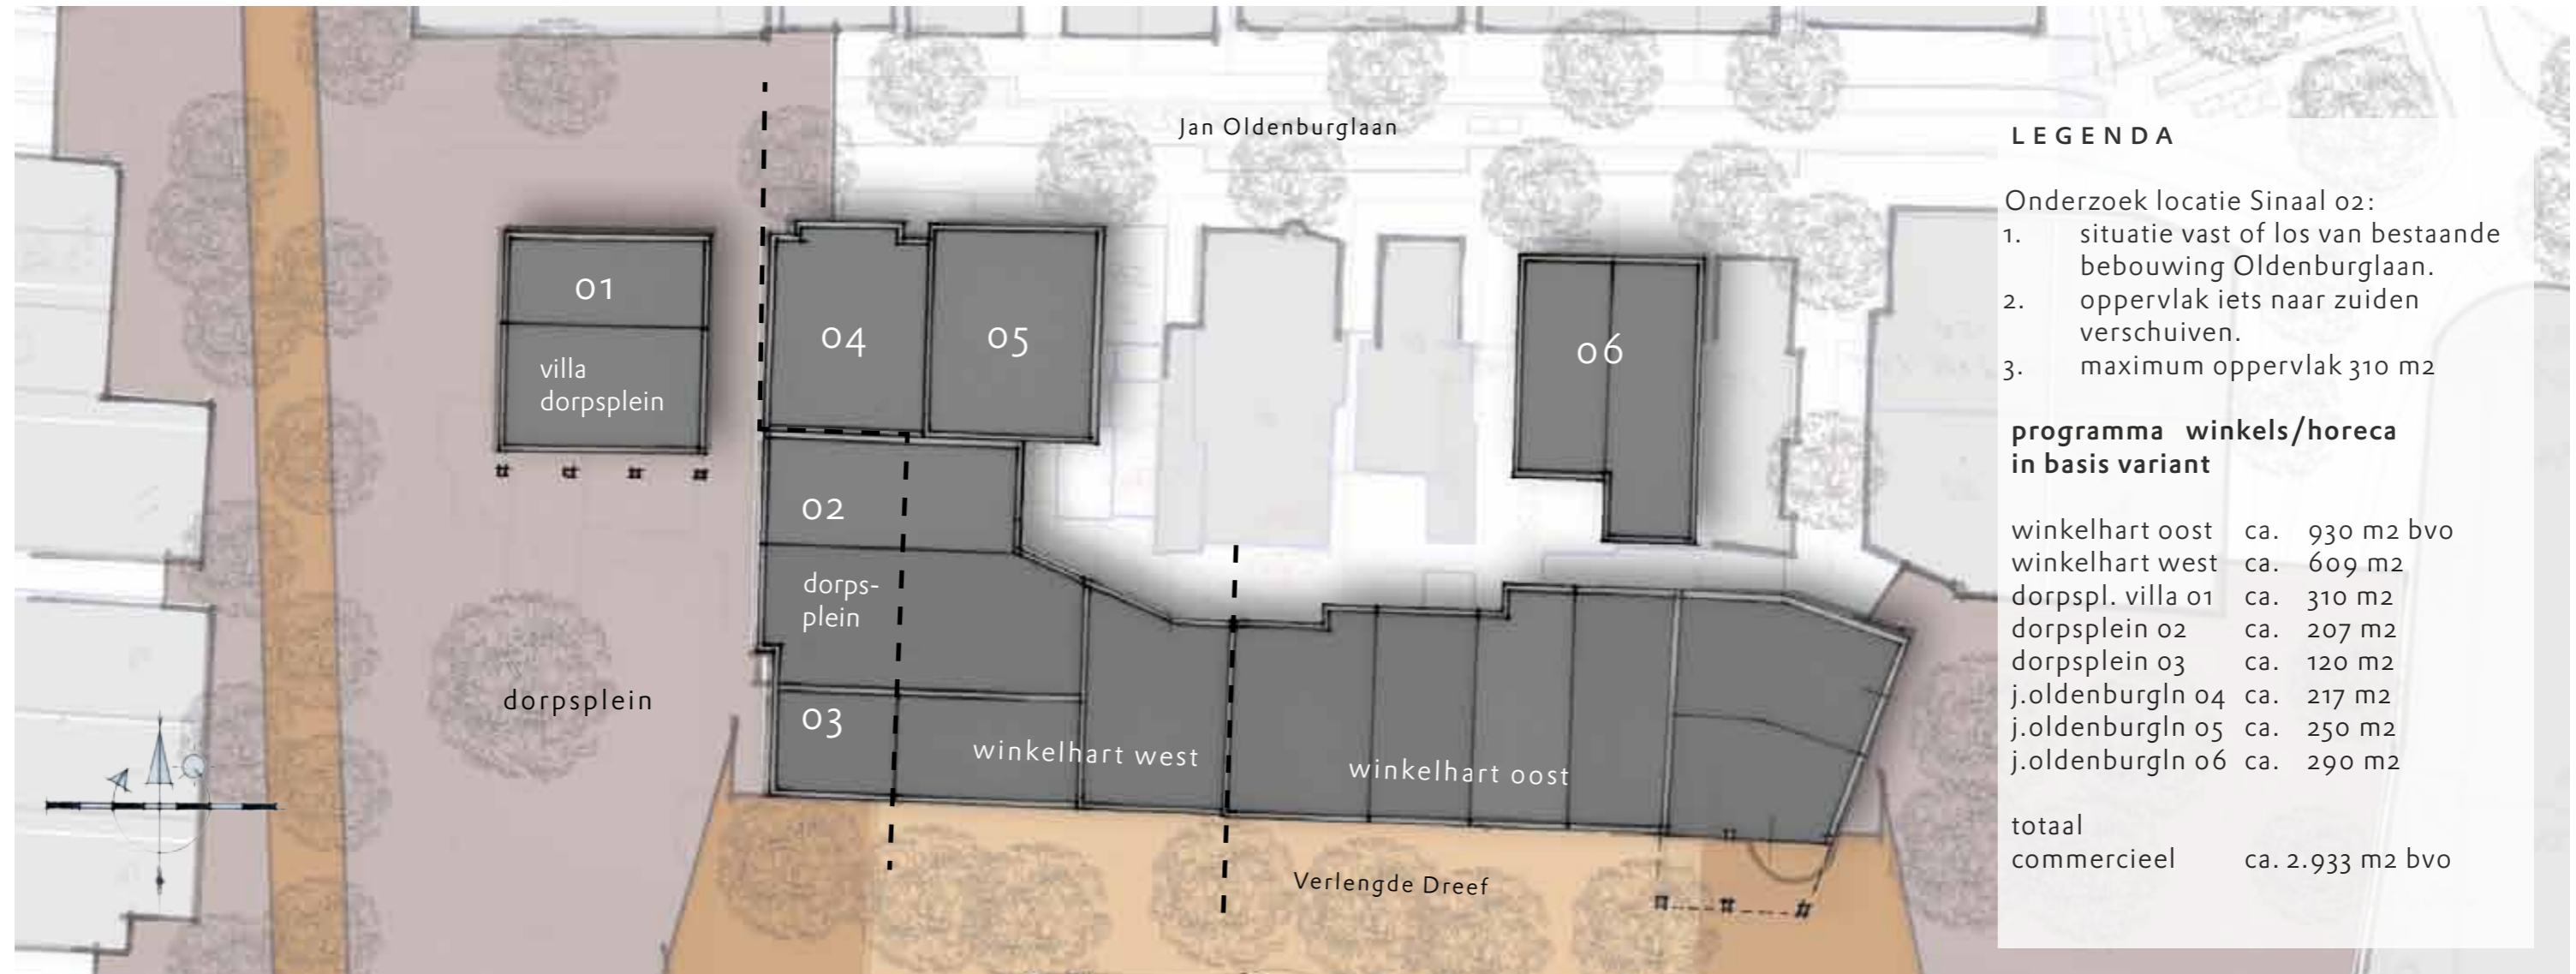 Jan Oldenburglaan
01
villa
dorpsplein
04
05
06
02
dorps-
plein
03
dorpsplein
winkelhart west
winkelhart oost
Verlengde Dreef
LEGENDA
Onderzoek locatie Sinaal 02:
1. situatie vast of los van bestaande
bebouwing Oldenburglaan.
2. oppervlak iets naar zuiden
verschuiven.
3. maximum oppervlak 310 m2
programma winkels/horeca
in basis variant
winkelhart oost ca. 930 m2 bvo
winkelhart west ca. 609 m2
dorpspl. villa 01 ca. 310 m2
dorpsplein 02 ca. 207 m2
dorpsplein 03 ca. 120 m2
j.oldenburgln 04 ca. 217 m2
j.oldenburgln 05 ca. 250 m2
j.oldenburgln 06 ca. 290 m2
totaal
commercieel ca. 2.933 m2 bvo